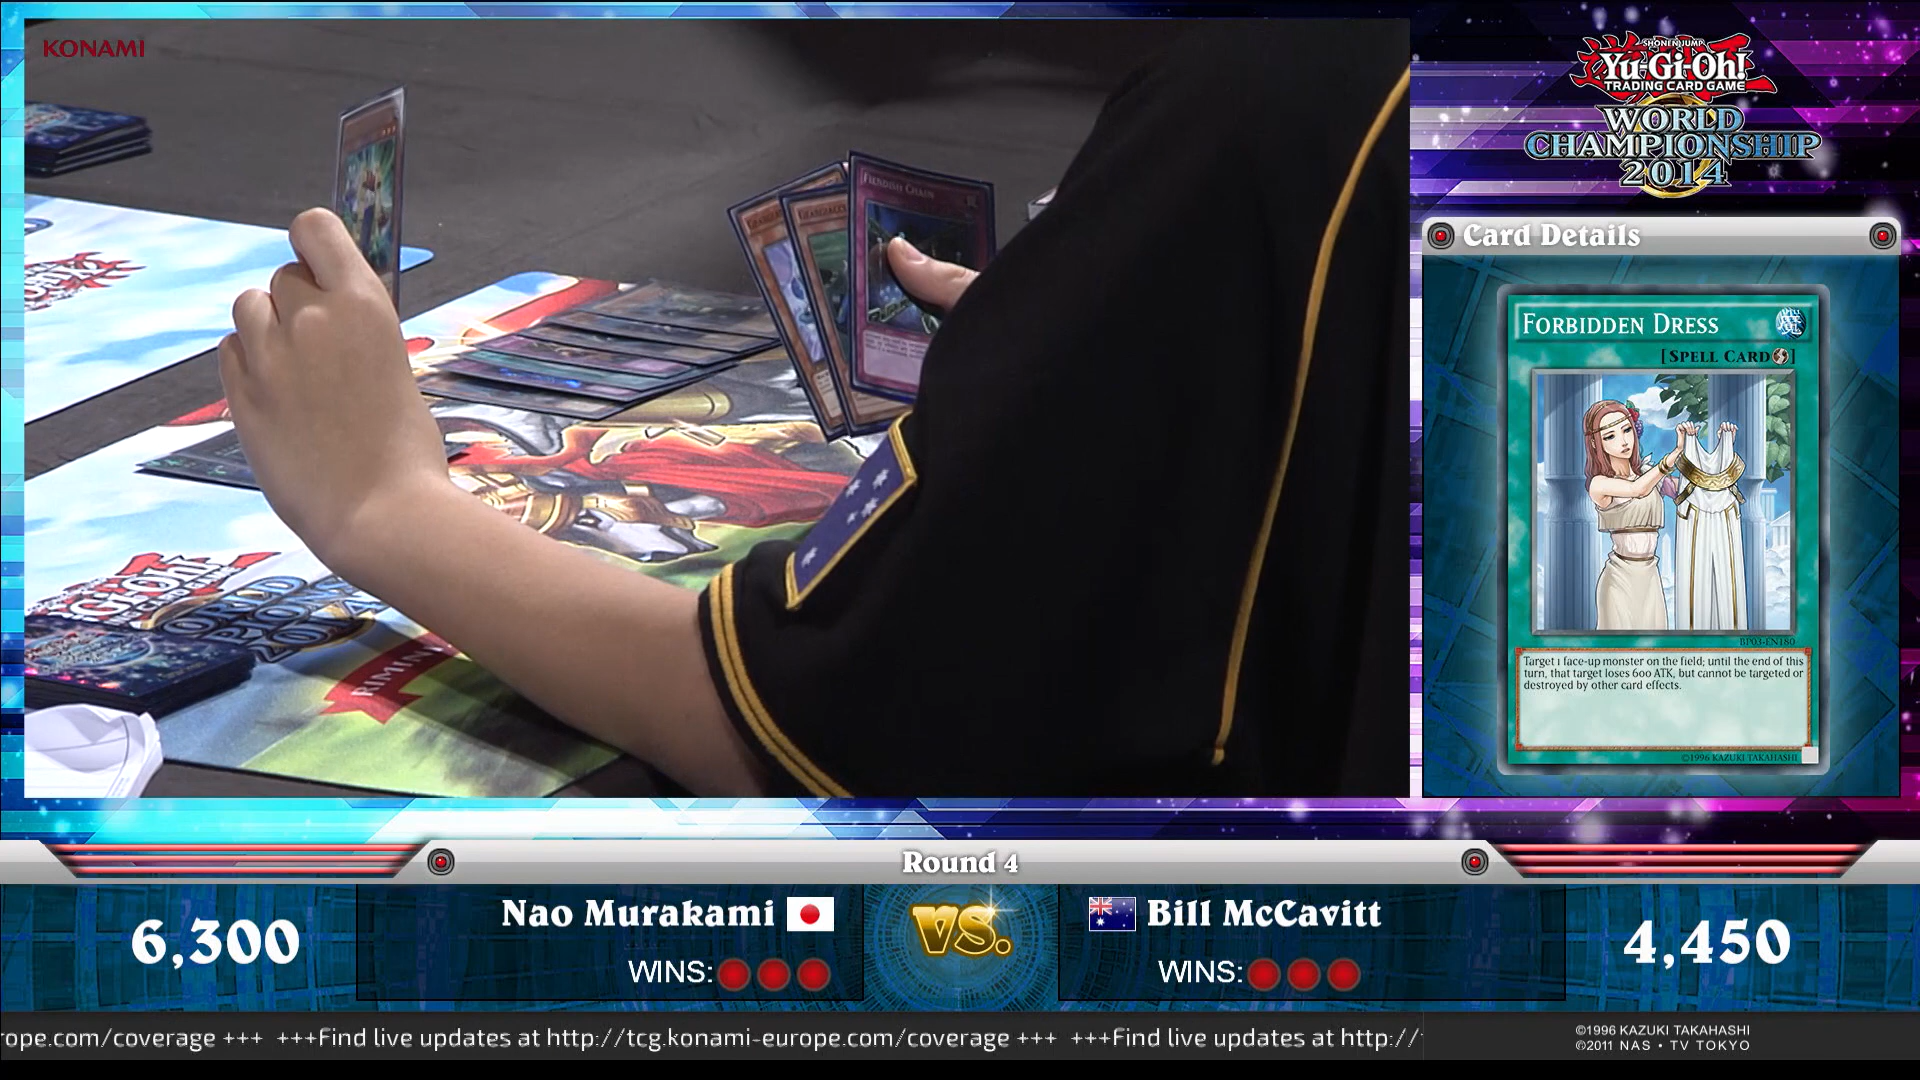 KONAMI
SHONEN JUMP
Yu-Gi-Oh!
TRADING CARD GAME
WORLD
CHAMPIONSHIP
2014
Card Details
FORBIDDEN DRESS
[SPELL CARD]
BP03-EN180
Target 1 face-up monster on the field; until the end of this
turn, that target loses 600 ATK, but cannot be targeted or
destroyed by other card effects.
©1996 KAZUKI TAKAHASHI
FIENDISH CHAIN
RIMINI
Round 4
6,300
Nao Murakami
WINS:
VS.
Bill McCavitt
WINS:
4,450
rope.com/coverage +++ +++Find live updates at http://tcg.konami-europe.com/coverage +++ +++Find live updates at http://
©1996 KAZUKI TAKAHASHI
©2011 NAS • TV TOKYO